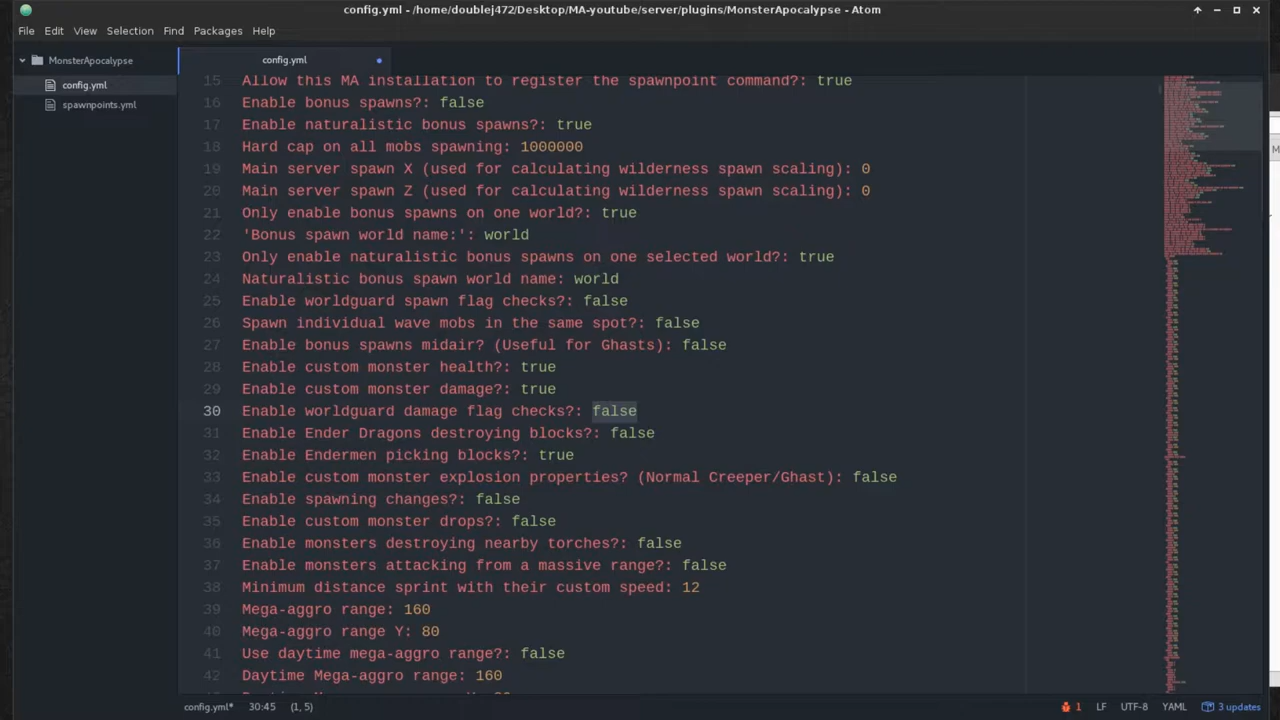 config.yml - /home/doublej472/Desktop/MA-youtube/server/plugins/MonsterApocalypse - Atom
File Edit View Selection Find Packages Help
MonsterApocalypse
config.yml
spawnpoints.yml
config.yml
15 Allow this MA installation to register the spawnpoint command?: true
16 Enable bonus spawns?: false
17 Enable naturalistic bonus spawns?: true
18 Hard cap on all mobs spawning: 1000000
19 Main server spawn X (used for calculating wilderness spawn scaling): 0
20 Main server spawn Z (used for calculating wilderness spawn scaling): 0
21 Only enable bonus spawns on one world?: true
22 'Bonus spawn world name:': world
23 Only enable naturalistic bonus spawns on one selected world?: true
24 Naturalistic bonus spawn world name: world
25 Enable worldguard spawn flag checks?: false
26 Spawn individual wave mobs in the same spot?: false
27 Enable bonus spawns midair? (Useful for Ghasts): false
28 Enable custom monster health?: true
29 Enable custom monster damage?: true
30 Enable worldguard damage flag checks?: false
31 Enable Ender Dragons destroying blocks?: false
32 Enable Endermen picking blocks?: true
33 Enable custom monster explosion properties? (Normal Creeper/Ghast): false
34 Enable spawning changes?: false
35 Enable custom monster drops?: false
36 Enable monsters destroying nearby torches?: false
37 Enable monsters attacking from a massive range?: false
38 Minimum distance sprint with their custom speed: 12
39 Mega-aggro range: 160
40 Mega-aggro range Y: 80
41 Use daytime mega-aggro range?: false
42 Daytime Mega-aggro range: 160
config.yml* 30:45 (1, 5) 1 LF UTF-8 YAML 3 updates